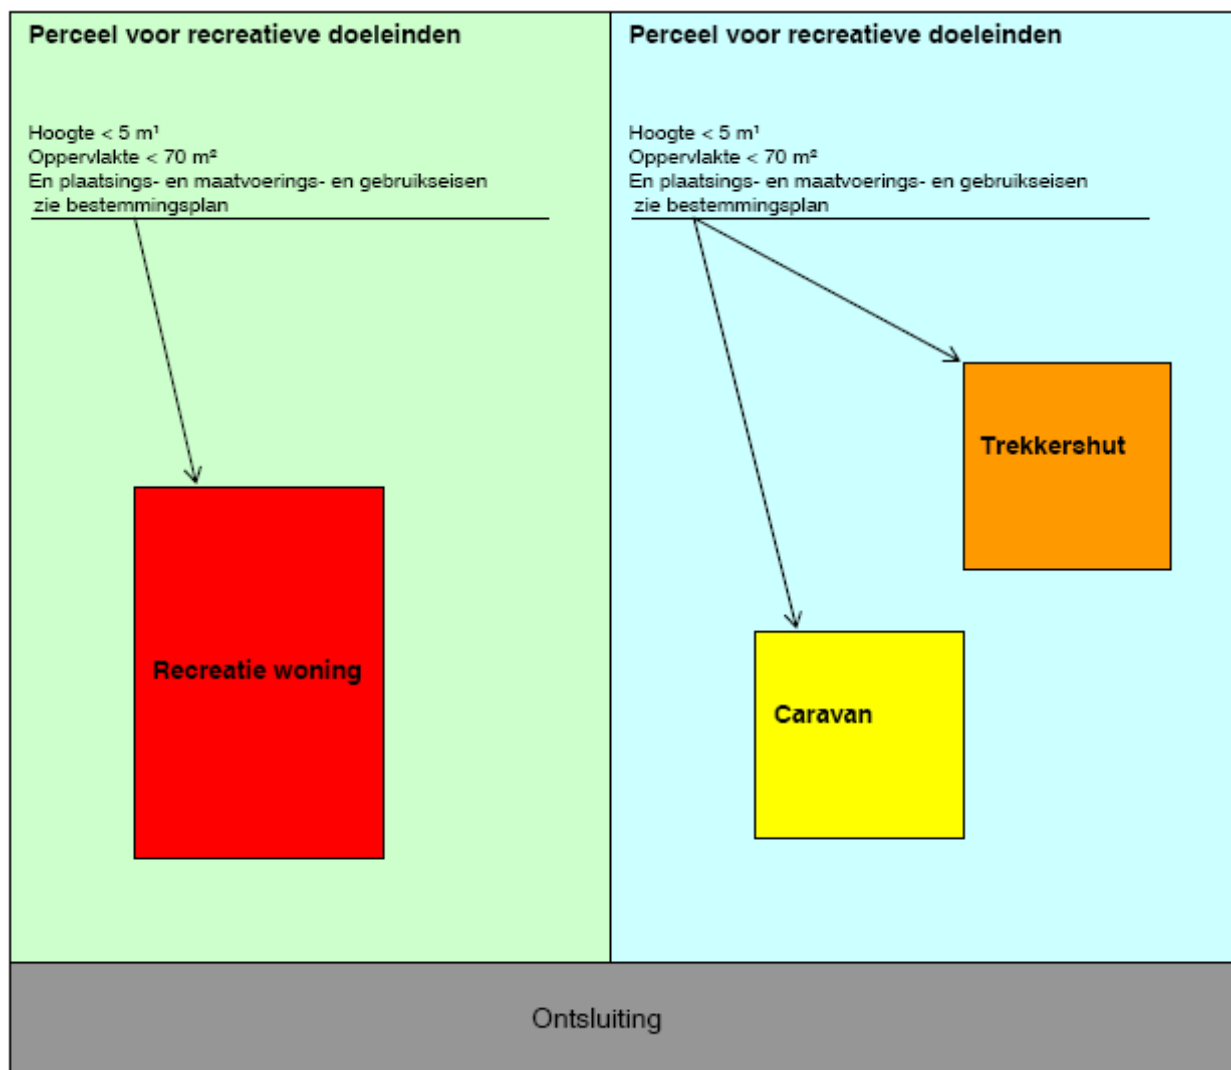 Perceel voor recreatieve doeleinden
Hoogte < 5 m¹
Oppervlakte < 70 m²
En plaatsings- en maatvoerings- en gebruikseisen
zie bestemmingsplan
Recreatie woning
Perceel voor recreatieve doeleinden
Hoogte < 5 m¹
Oppervlakte < 70 m²
En plaatsings- en maatvoerings- en gebruikseisen
zie bestemmingsplan
Trekkershut
Caravan
Ontsluiting